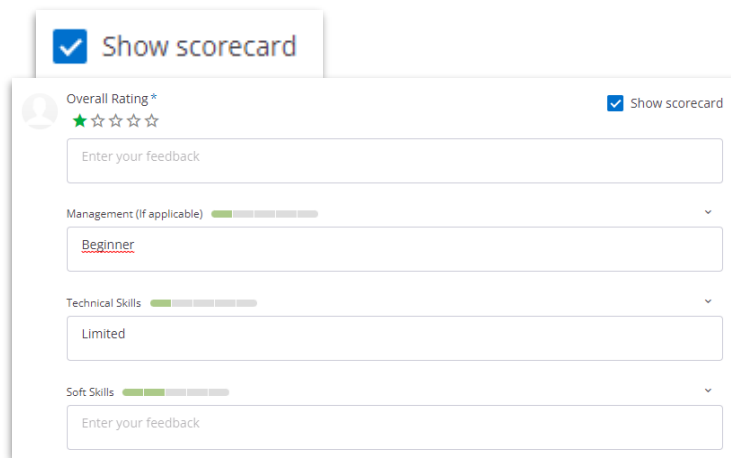 Show scorecard
Overall Rating *
Show scorecard
Enter your feedback
Management (If applicable)
Beginner
Technical Skills
Limited
Soft Skills
Enter your feedback